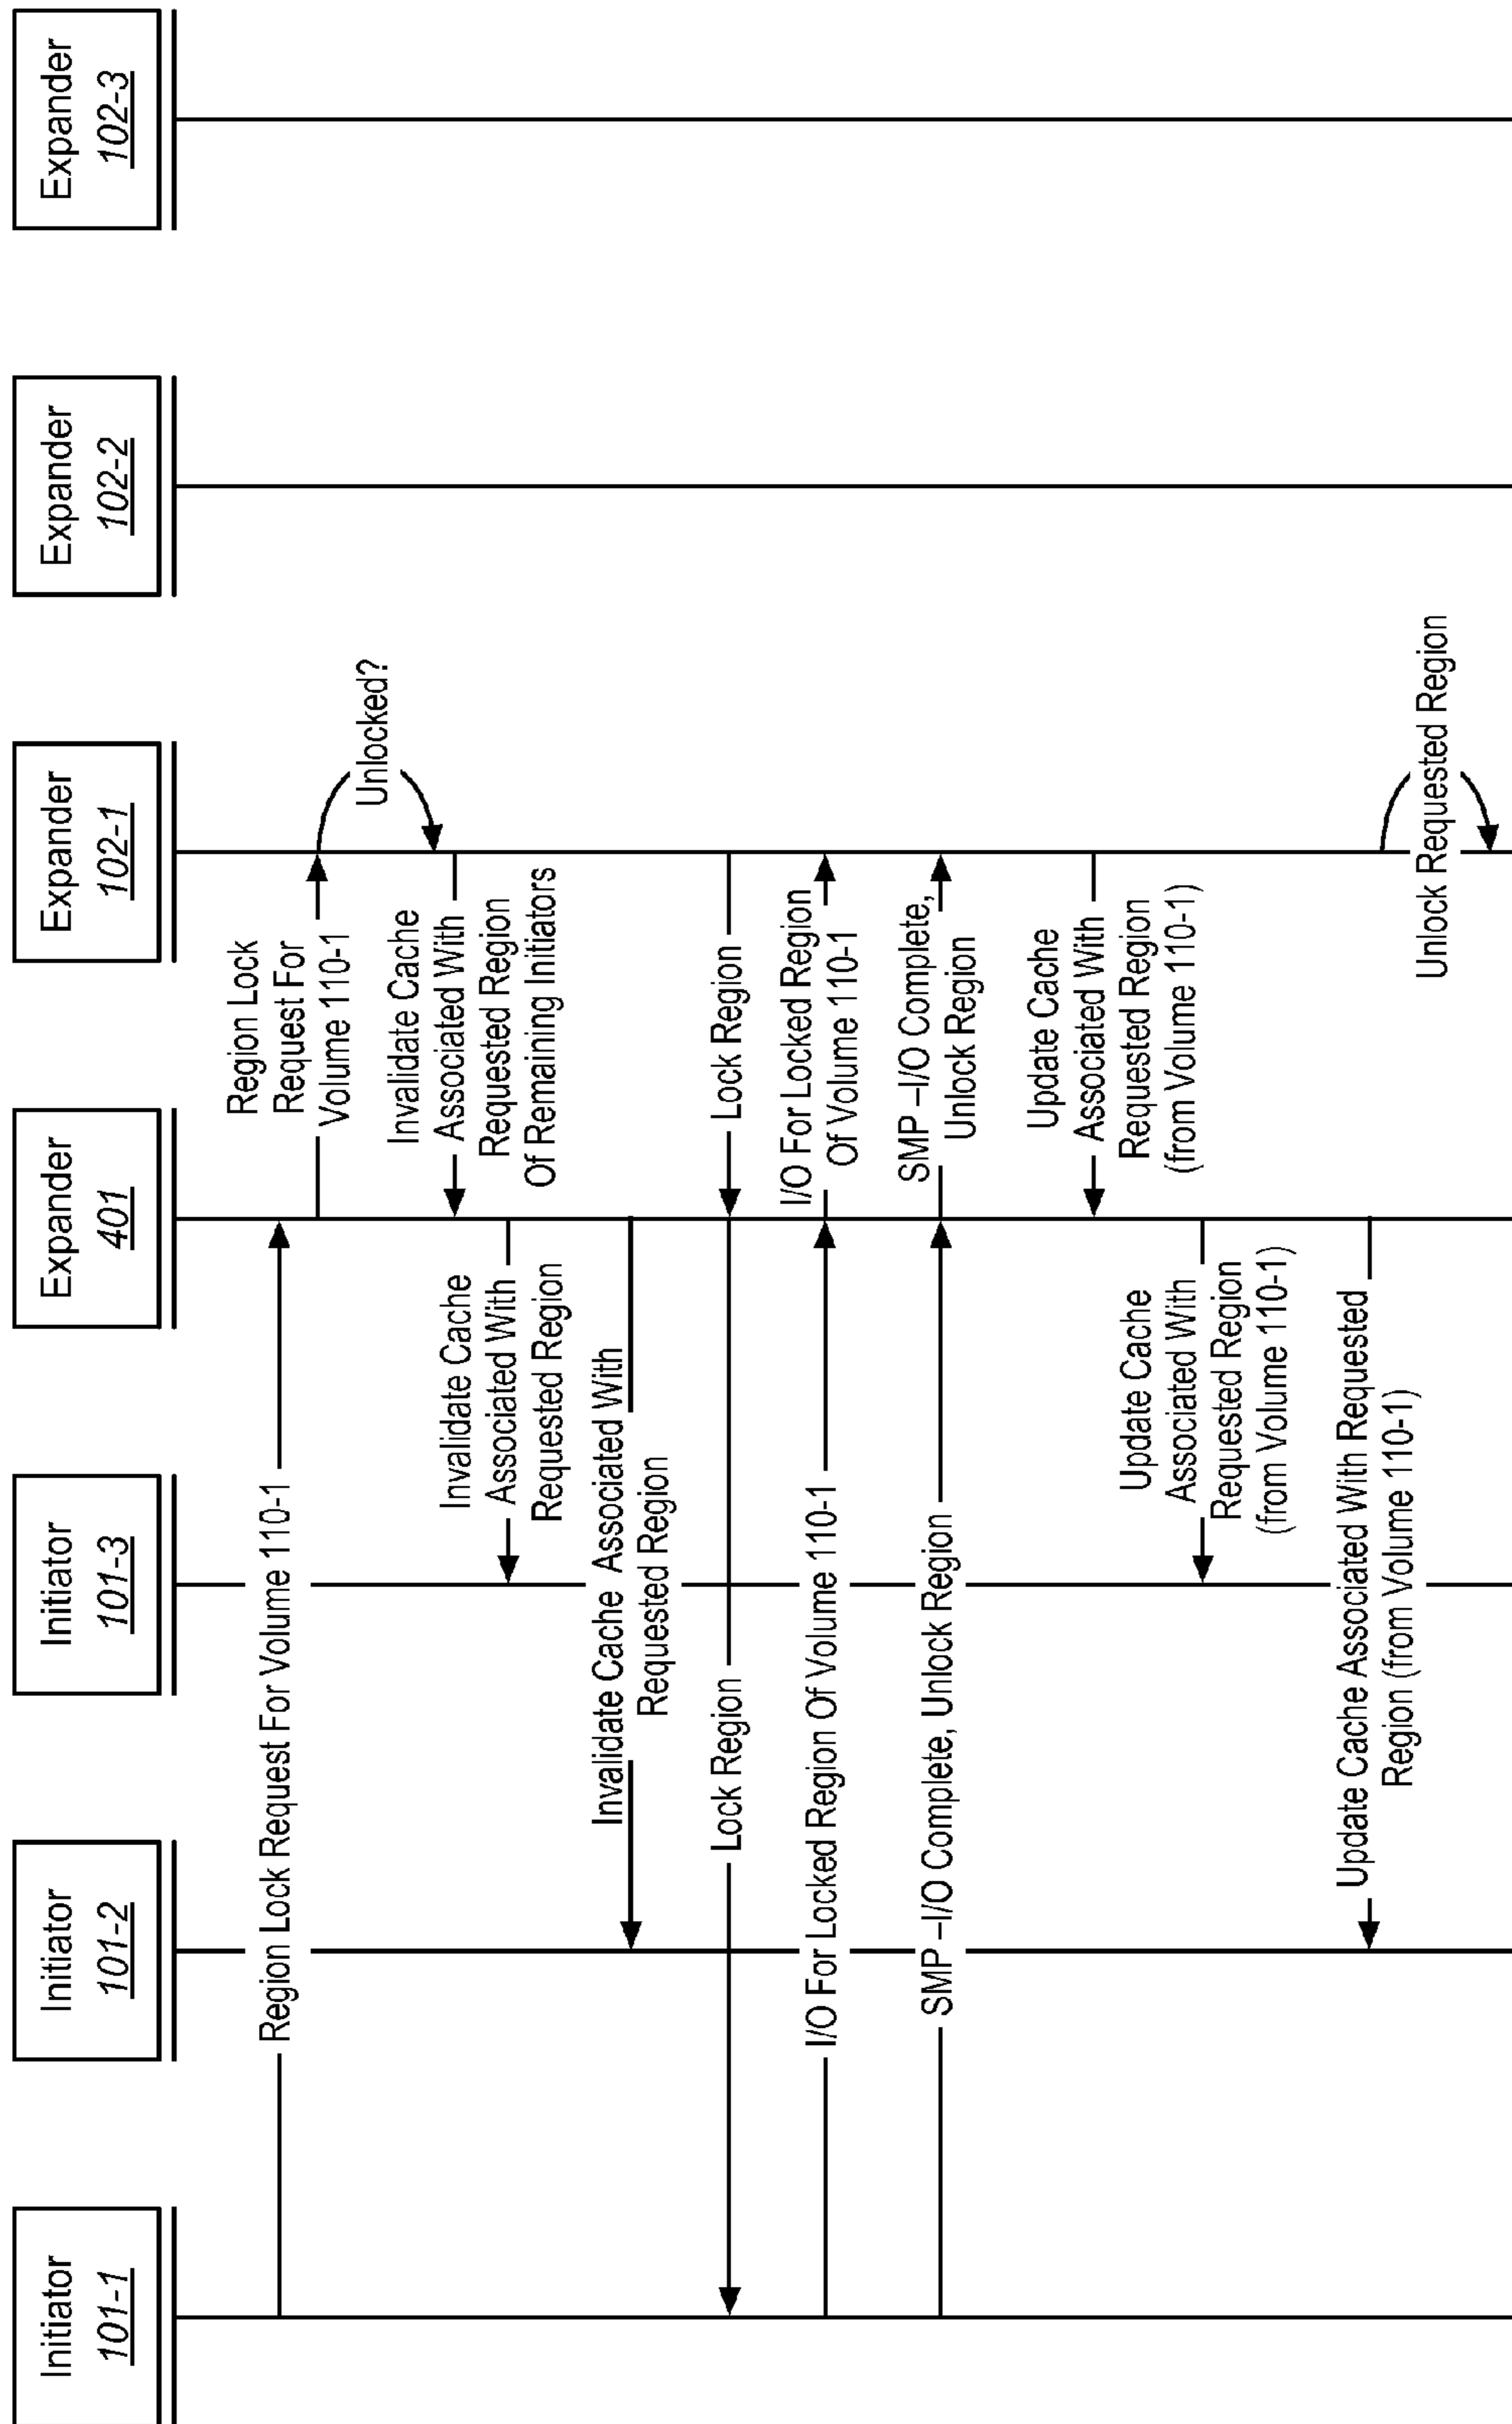 Initiator
101-1
Initiator
101-2
Initiator
101-3
Expander
401
Expander
102-1
Expander
102-2
Expander
102-3
Region Lock Request For Volume 110-1
Region Lock
Request For
Volume 110-1
Unlocked?
Invalidate Cache
Associated With
Requested Region
Of Remaining Initiators
Invalidate Cache
Associated With
Requested Region
Invalidate Cache Associated With
Requested Region
Lock Region
Lock Region
I/O For Locked Region Of Volume 110-1
I/O For Locked Region
Of Volume 110-1
SMP –I/O Complete, Unlock Region
SMP –I/O Complete,
Unlock Region
Update Cache
Associated With
Requested Region
(from Volume 110-1)
Update Cache
Associated With
Requested Region
(from Volume 110-1)
Update Cache Associated With Requested
Region (from Volume 110-1)
Unlock Requested Region